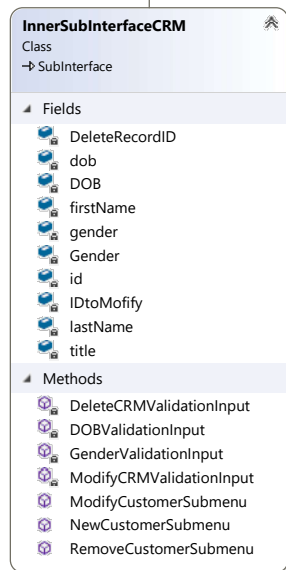 InnerSubInterfaceCRM
Class
SubInterface
Fields
DeleteRecordID
dob
DOB
firstName
gender
Gender
id
IDtoMofify
lastName
title
Methods
DeleteCRMValidationInput
DOBValidationInput
GenderValidationInput
ModifyCRMValidationInput
ModifyCustomerSubmenu
NewCustomerSubmenu
RemoveCustomerSubmenu